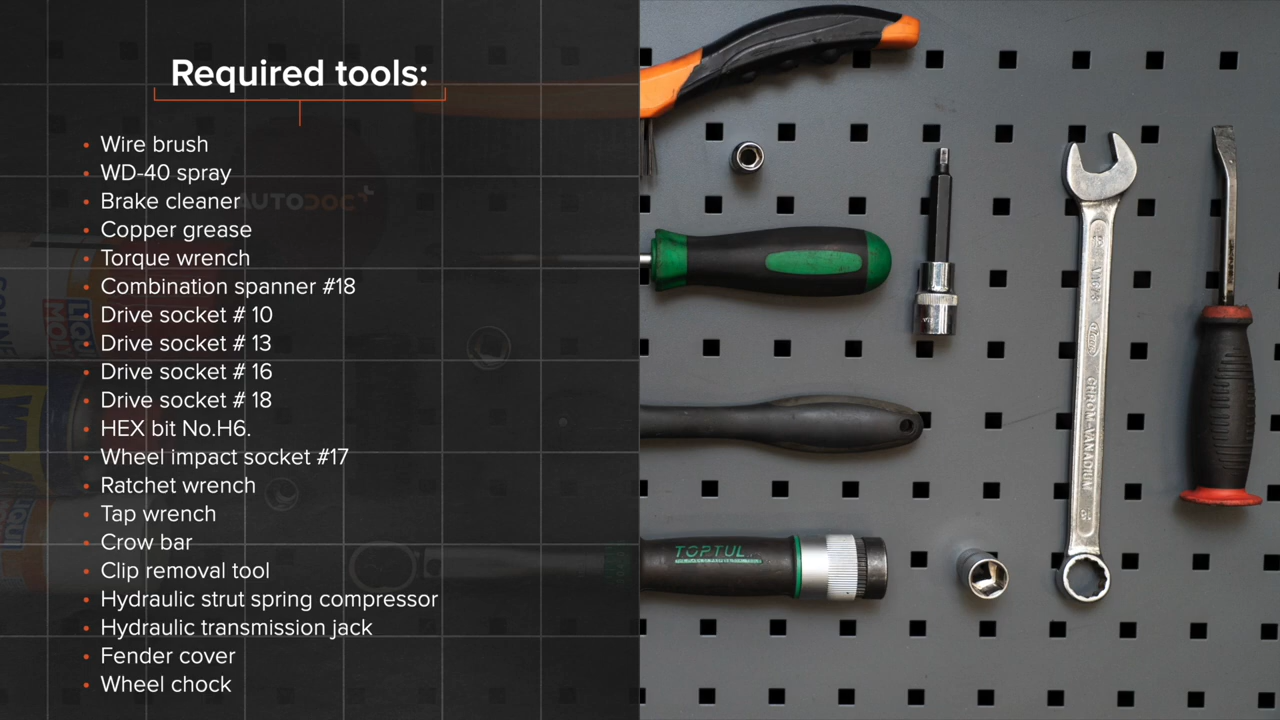 Required tools:
Wire brush
WD-40 spray
Brake cleaner
AUTODOC
Copper grease
Torque wrench
Combination spanner #18
Drive socket # 10
Drive socket # 13
Drive socket # 16
Drive socket # 18
HEX bit No.H6.
Wheel impact socket #17
Ratchet wrench
Tap wrench
Crow bar
Clip removal tool
Hydraulic strut spring compressor
Hydraulic transmission jack
Fender cover
Wheel chock
LIQUI
MOLY
CHROM-VANADIUM
TOPTUL